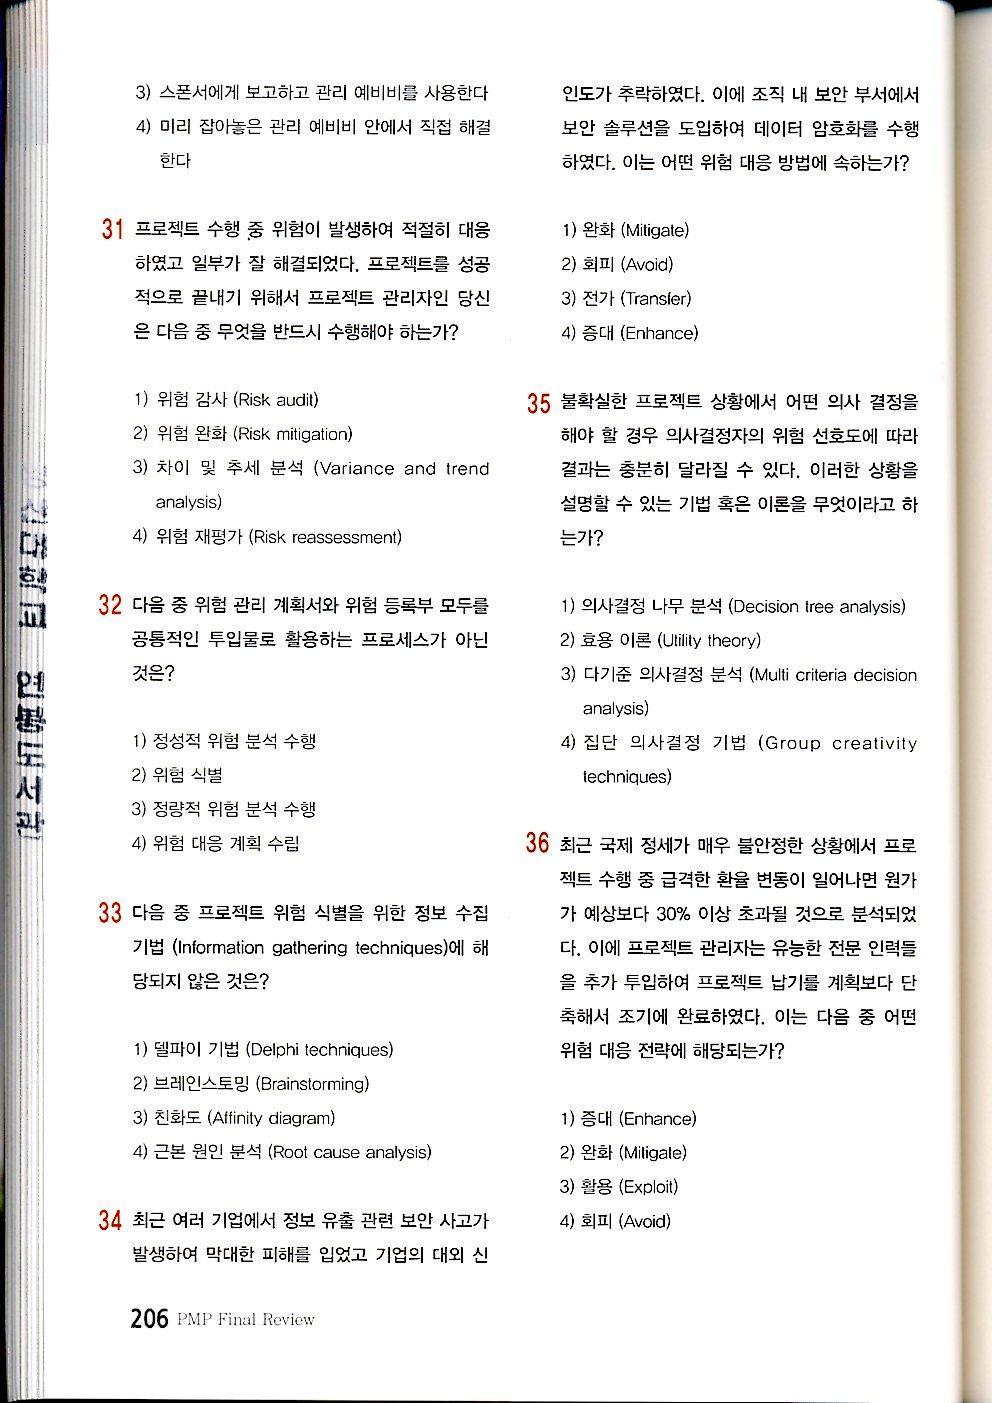 3) 스폰서에게 보고하고 관리 예비비를 사용한다
4) 미리 잡아놓은 관리 예비비 안에서 직접 해결
한다
31 프로젝트 수행 중 위험이 발생하여 적절히 대응
하였고 일부가 잘 해결되었다. 프로젝트를 성공
적으로 끝내기 위해서 프로젝트 관리자인 당신
은 다음 중 무엇을 반드시 수행해야 하는가?
1) 위험 감사 (Risk audit)
2) 위험 완화 (Risk mitigation)
3) 차이 및 추세 분석 (Variance and trend
analysis)
4) 위험 재평가 (Risk reassessment)
32 다음 중 위험 관리 계획서와 위험 등록부 모두를
공통적인 투입물로 활용하는 프로세스가 아닌
것은?
1) 정성적 위험 분석 수행
2) 위험 식별
3) 정량적 위험 분석 수행
4) 위험 대응 계획 수립
33 다음 중 프로젝트 위험 식별을 위한 정보 수집
기법 (Information gathering techniques)에 해
당되지 않은 것은?
1) 델파이 기법 (Delphi techniques)
2) 브레인스토밍 (Brainstorming)
3) 친화도 (Affinity diagram)
4) 근본 원인 분석 (Root cause analysis)
34 최근 여러 기업에서 정보 유출 관련 보안 사고가
발생하여 막대한 피해를 입었고 기업의 대외 신
인도가 추락하였다. 이에 조직 내 보안 부서에서
보안 솔루션을 도입하여 데이터 암호화를 수행
하였다. 이는 어떤 위험 대응 방법에 속하는가?
1) 완화 (Mitigate)
2) 회피 (Avoid)
3) 전가 (Transfer)
4) 증대 (Enhance)
35 불확실한 프로젝트 상황에서 어떤 의사 결정을
해야 할 경우 의사결정자의 위험 선호도에 따라
결과는 충분히 달라질 수 있다. 이러한 상황을
설명할 수 있는 기법 혹은 이론을 무엇이라고 하
는가?
1) 의사결정 나무 분석 (Decision tree analysis)
2) 효용 이론 (Utility theory)
3) 다기준 의사결정 분석 (Multi criteria decision
analysis)
4) 집단 의사결정 기법 (Group creativity
techniques)
36 최근 국제 정세가 매우 불안정한 상황에서 프로
젝트 수행 중 급격한 환율 변동이 일어나면 원가
가 예상보다 30% 이상 초과될 것으로 분석되었
다. 이에 프로젝트 관리자는 유능한 전문 인력들
을 추가 투입하여 프로젝트 납기를 계획보다 단
축해서 조기에 완료하였다. 이는 다음 중 어떤
위험 대응 전략에 해당되는가?
1) 증대 (Enhance)
2) 완화 (Mitigate)
3) 활용 (Exploit)
4) 회피 (Avoid)
206 PMP Final Review